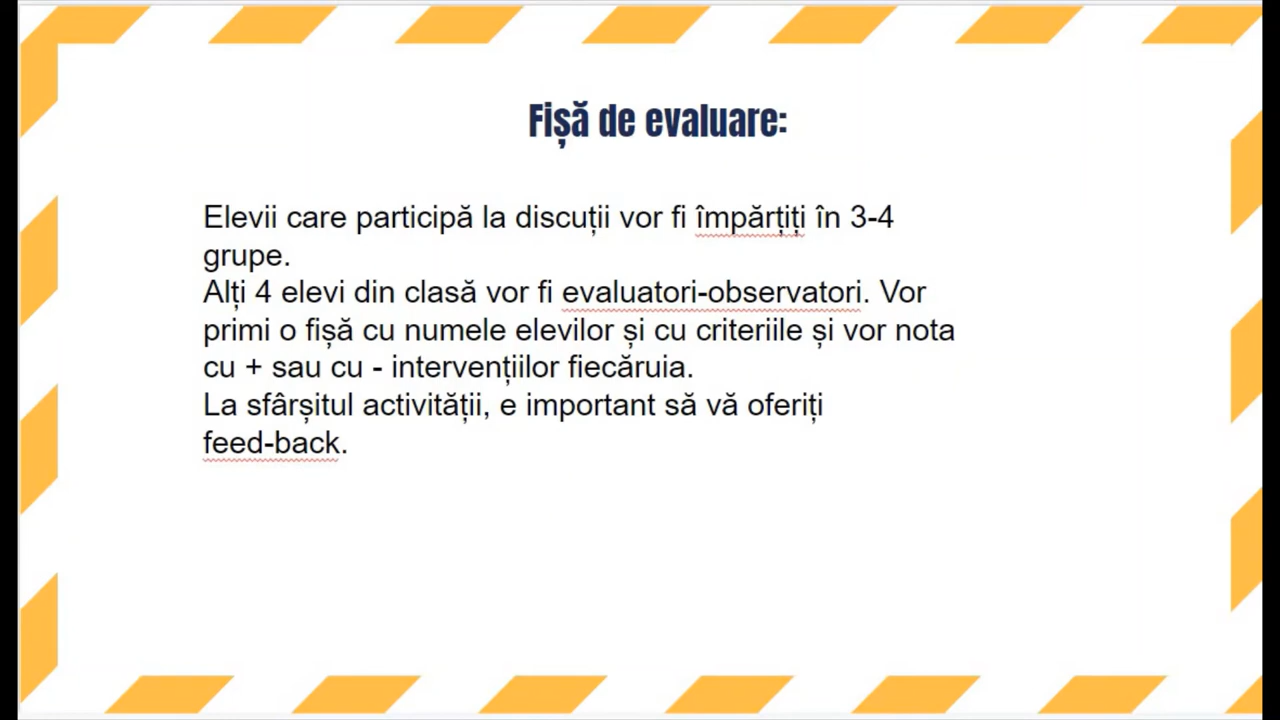 Fișă de evaluare:
Elevii care participă la discuții vor fi împărțiți în 3-4
grupe.
Alți 4 elevi din clasă vor fi evaluatori-observatori. Vor
primi o fișă cu numele elevilor și cu criteriile și vor nota
cu + sau cu - intervențiilor fiecăruia.
La sfârșitul activității, e important să vă oferiți
feed-back.